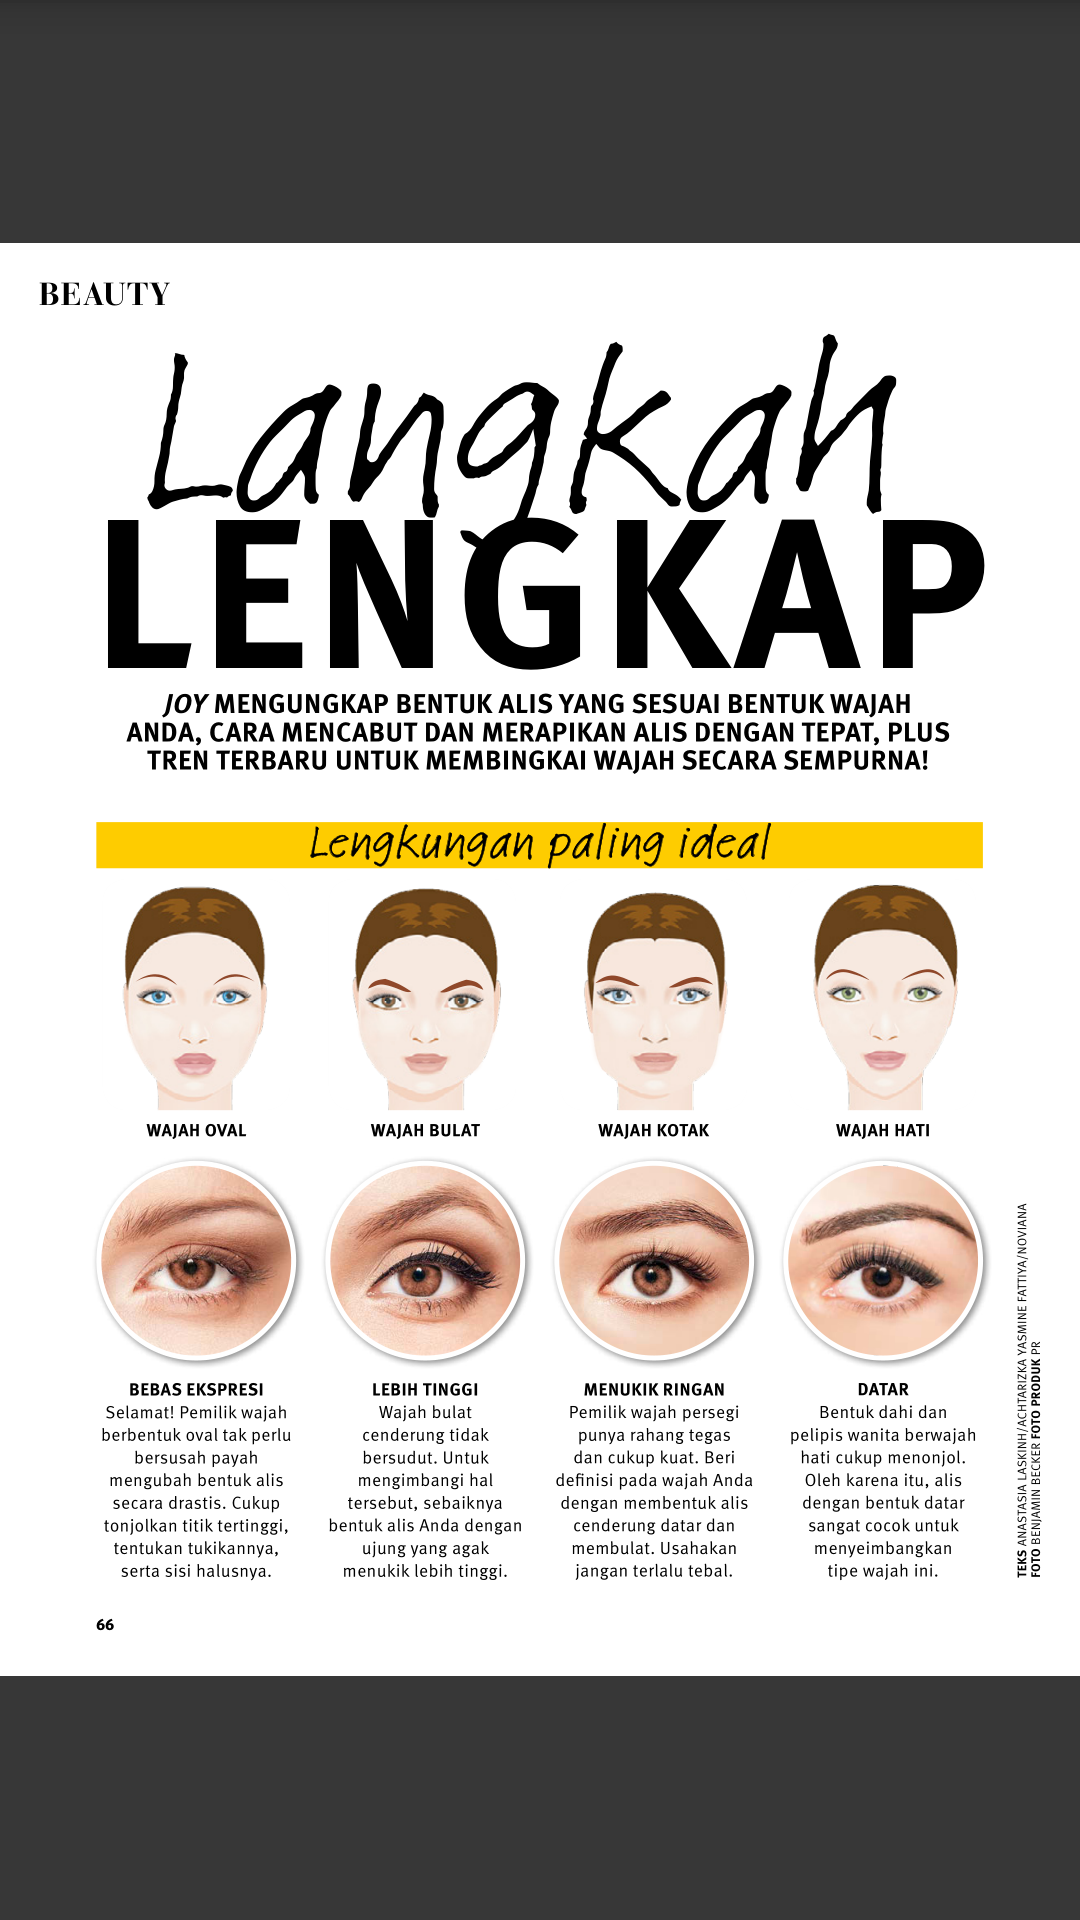 BEAUTY
Langkah
LENGKAP
JOY MENGUNGKAP BENTUK ALIS YANG SESUAI BENTUK WAJAH
ANDA, CARA MENCABUT DAN MERAPIKAN ALIS DENGAN TEPAT, PLUS
TREN TERBARU UNTUK MEMBINGKAI WAJAH SECARA SEMPURNA!
Lengkungan paling ideal
WAJAH OVAL
BEBAS EKSPRESI
Selamat! Pemilik wajah
berbentuk oval tak perlu
bersusah payah
mengubah bentuk alis
secara drastis. Cukup
tonjolkan titik tertinggi,
tentukan tukikannya,
serta sisi halusnya.
WAJAH BULAT
LEBIH TINGGI
Wajah bulat
cenderung tidak
bersudut. Untuk
mengimbangi hal
tersebut, sebaiknya
bentuk alis Anda dengan
ujung yang agak
menukik lebih tinggi.
WAJAH KOTAK
MENUKIK RINGAN
Pemilik wajah persegi
punya rahang tegas
dan cukup kuat. Beri
definisi pada wajah Anda
dengan membentuk alis
cenderung datar dan
membulat. Usahakan
jangan terlalu tebal.
WAJAH HATI
DATAR
Bentuk dahi dan
pelipis wanita berwajah
hati cukup menonjol.
Oleh karena itu, alis
dengan bentuk datar
sangat cocok untuk
menyeimbangkan
tipe wajah ini.
TEKS ANASTASIA LASKINH/ACHTARIZKA YASMINE FATTIYA/NOVIANA
FOTO BENJAMIN BECKER FOTO PRODUK PR
66